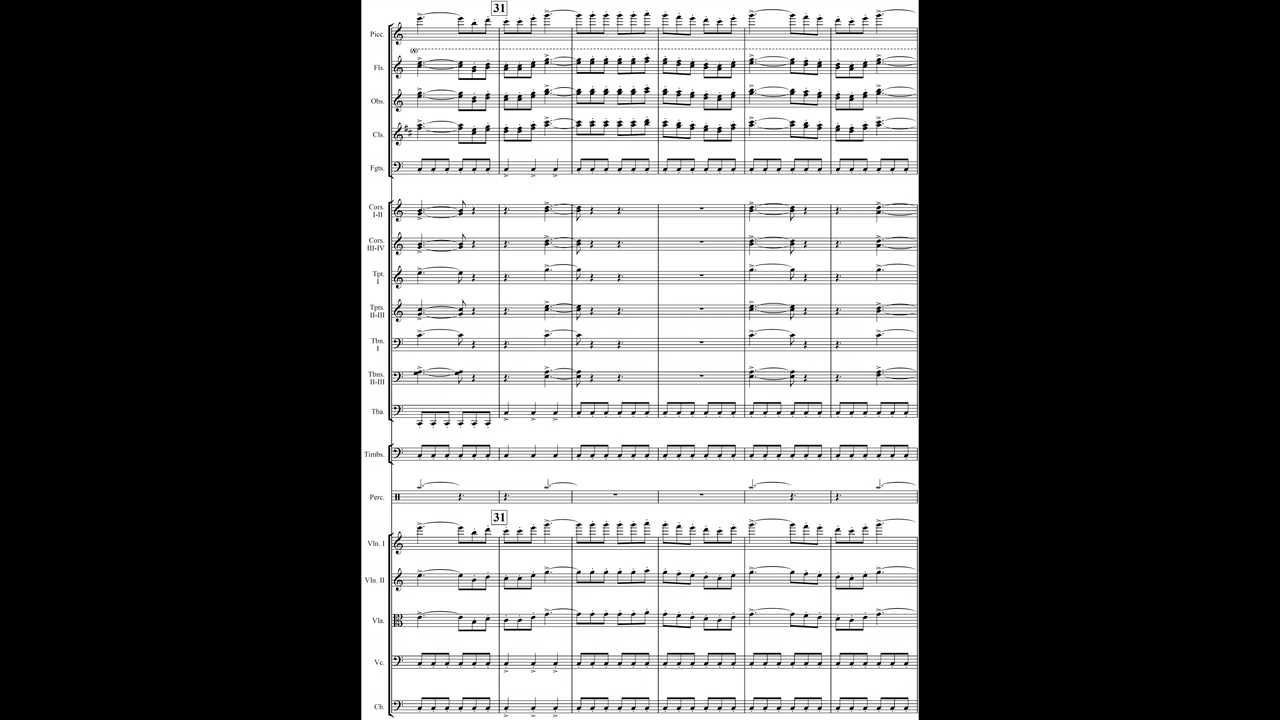 31
Picc.
(8)
Fls.
Obs.
Cls.
Fgts.
Cors.
I-II
Cors.
III-IV
Tpt.
I
Tpts.
II-III
Tbn.
I
Tbns.
II-III
Tba.
Timbs.
Perc.
31
Vln. I
Vln. II
Vla.
Vc.
Cb.